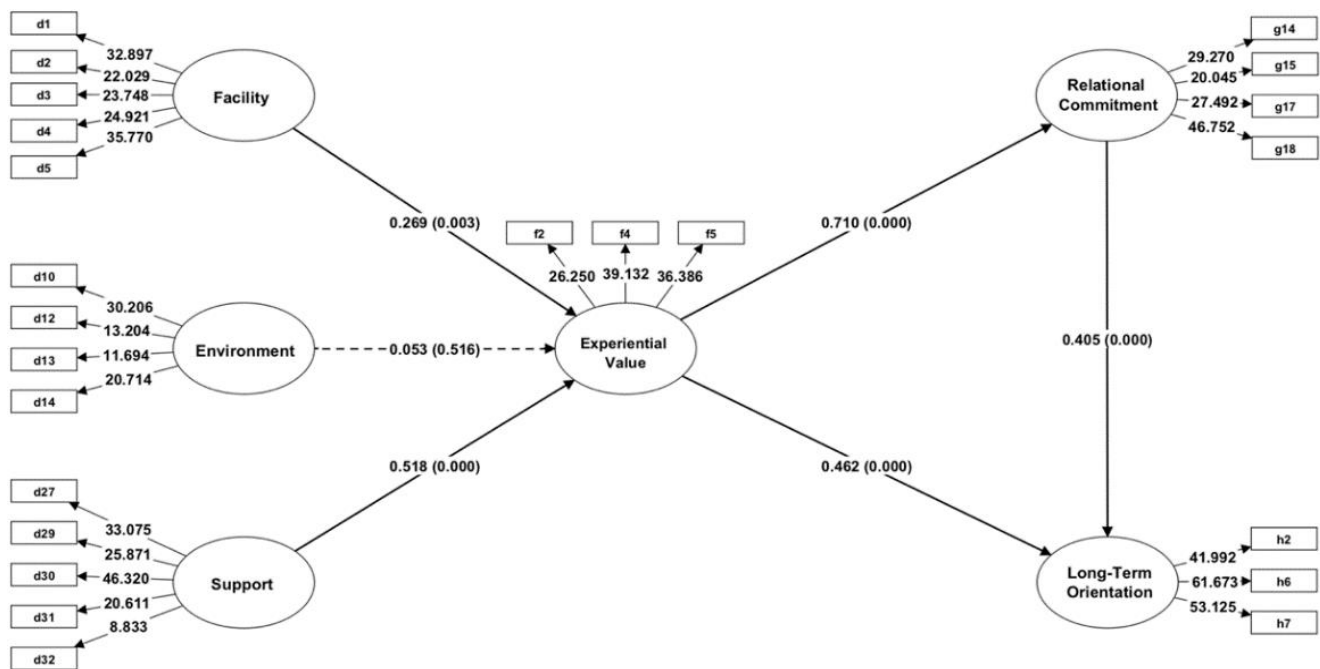 d1
32.897
d2
22.029
d3
23.748
d4
24.921
d5
35.770
Facility
g14
29.270
g15
20.045
g17
27.492
g18
46.752
Relational
Commitment
0.269 (0.003)
0.710 (0.000)
f2
f4
f5
26.250
39.132
36.386
d10
30.206
d12
13.204
d13
11.694
d14
20.714
Environment
0.053 (0.516)
Experiential
Value
0.405 (0.000)
0.518 (0.000)
0.462 (0.000)
d27
33.075
d29
25.871
d30
46.320
d31
20.611
d32
8.833
Support
Long-Term
Orientation
h2
41.992
h6
61.673
h7
53.125